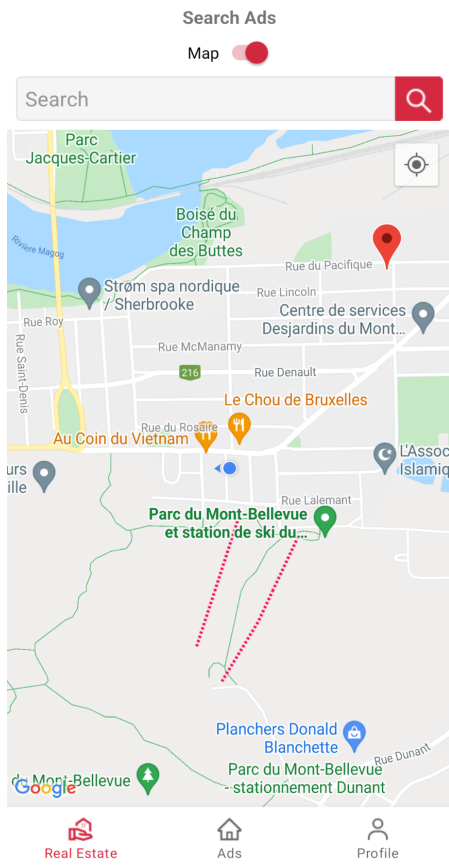 Search Ads
Map
Search
Parc
Jacques-Cartier
Boisé du
Champ
des Buttes
Rivière Magog
Rue du Pacifique
Strøm spa nordique
/ Sherbrooke
Rue Lincoln
Centre de services
Desjardins du Mont...
Rue Roy
Rue Saint-Denis
Rue McManamy
216
Rue Denault
Le Chou de Bruxelles
Rue du Rosaire
Au Coin du Vietnam
L'Assoc
Islamiq
urs
ille
Rue Lalemant
Parc du Mont-Bellevue
et station de ski du...
Planchers Donald
Blanchette
Rue Dunant
Parc du Mont-Bellevue
- stationnement Dunant
du Mont-Bellevue
Google
Real Estate
Ads
Profile